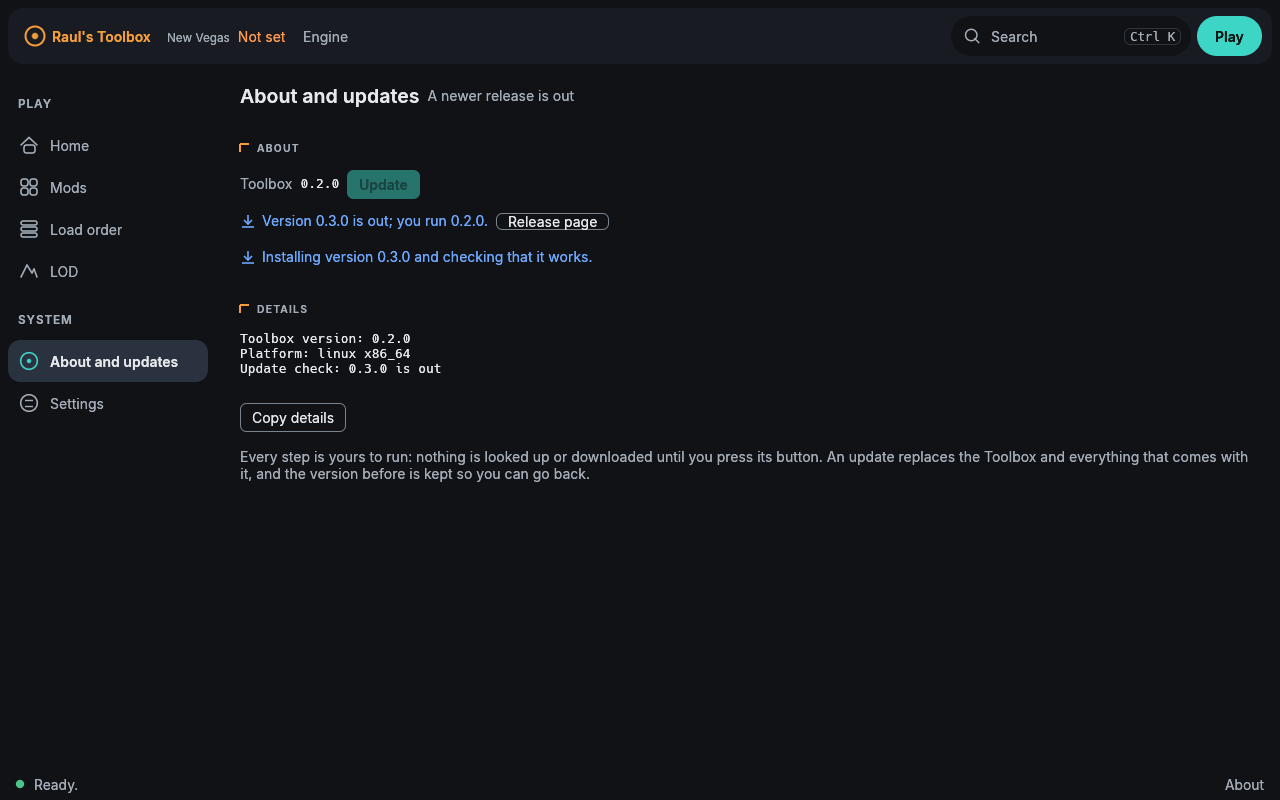 Raul's Toolbox New Vegas Not set Engine Search Ctrl K Play
PLAY
Home
Mods
Load order
LOD
SYSTEM
About and updates
Settings
About and updates A newer release is out
ABOUT
Toolbox 0.2.0 Update
Version 0.3.0 is out; you run 0.2.0. Release page
Installing version 0.3.0 and checking that it works.
DETAILS
Toolbox version: 0.2.0
Platform: linux x86_64
Update check: 0.3.0 is out
Copy details
Every step is yours to run: nothing is looked up or downloaded until you press its button. An update replaces the Toolbox and everything that comes with
it, and the version before is kept so you can go back.
Ready. About